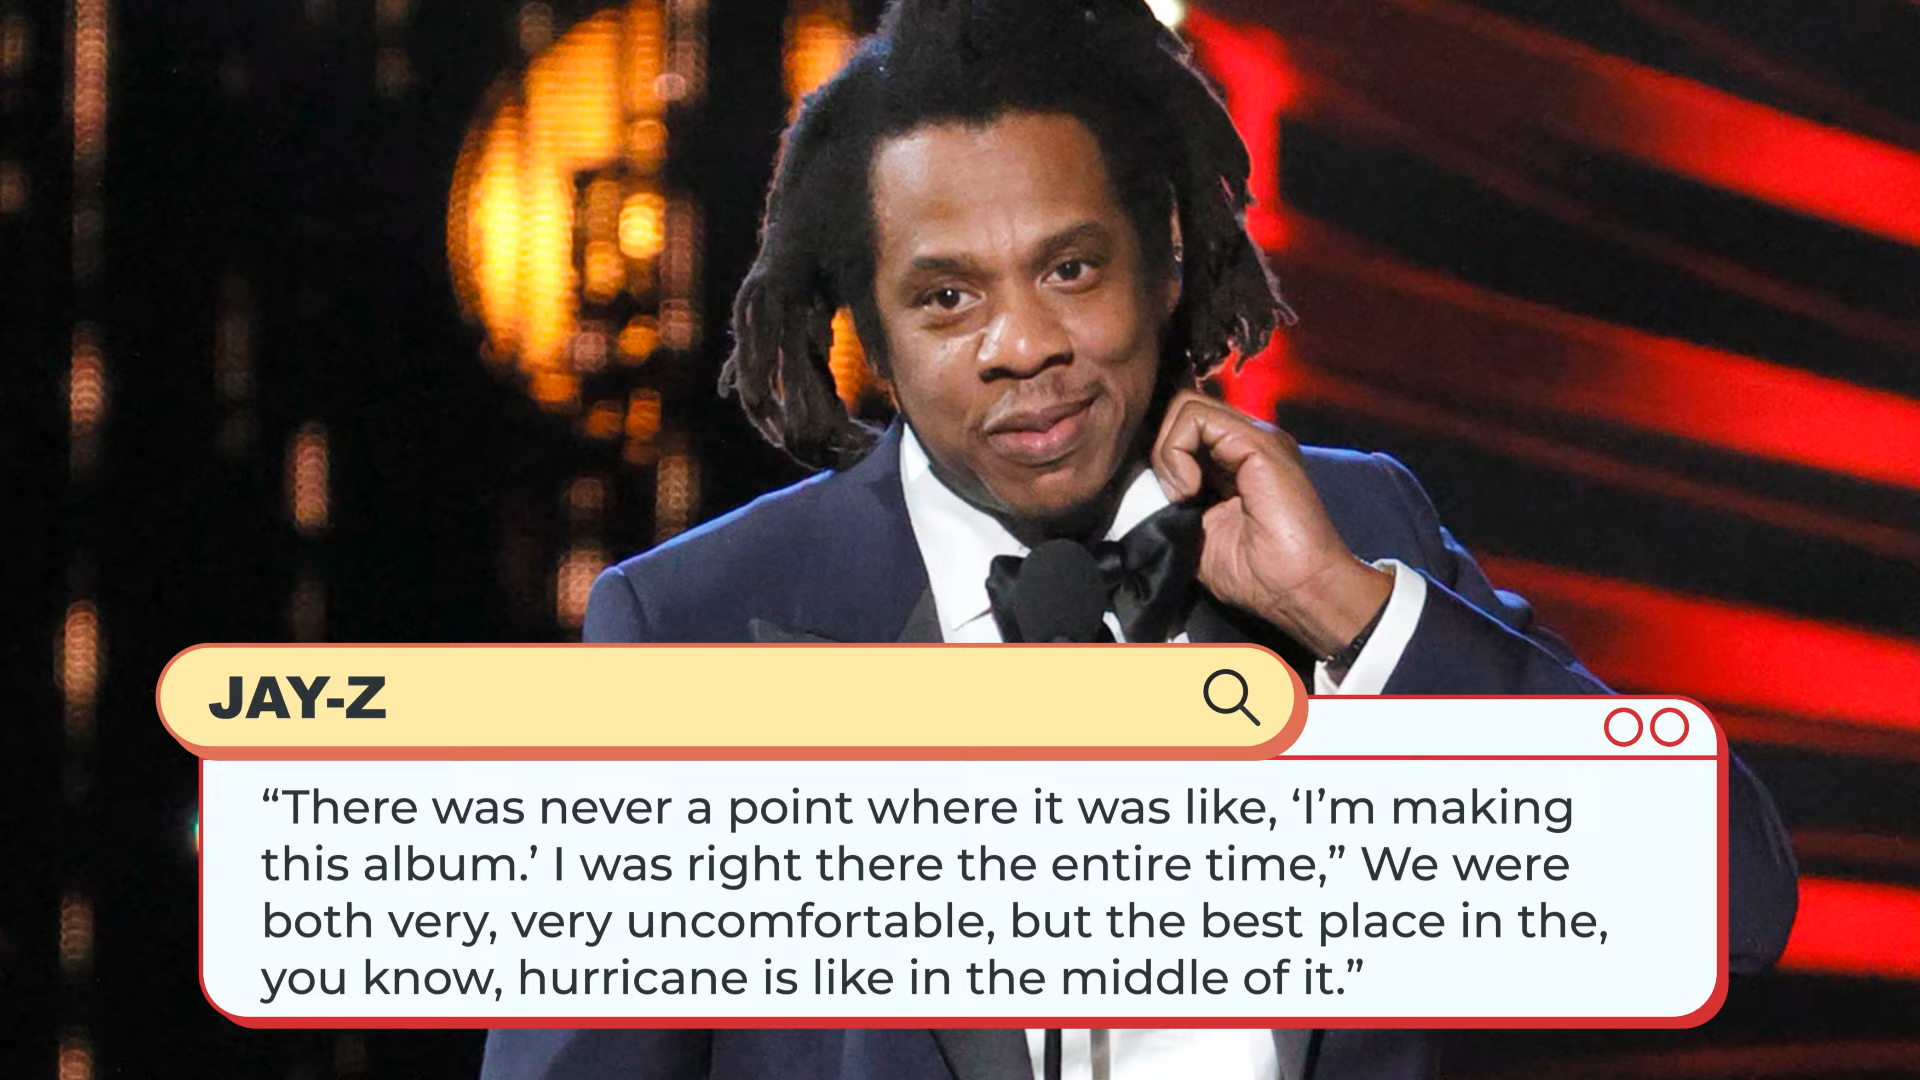 JAY-Z
“There was never a point where it was like, ‘I’m making
this album.’ I was right there the entire time,” We were
both very, very uncomfortable, but the best place in the,
you know, hurricane is like in the middle of it.”